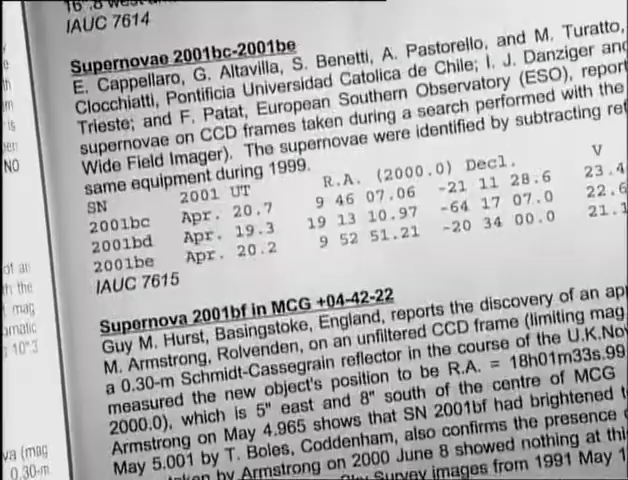 16".8 west
IAUC 7614
Supernovae 2001bc-2001be
E. Cappellaro, G. Altavilla, S. Benetti, A. Pastorello, and M. Turatto,
Clocchiatti, Pontificia Universidad Catolica de Chile; I. J. Danziger and
Trieste; and F. Patat, European Southern Observatory (ESO), report
supernovae on CCD frames taken during a search performed with the
Wide Field Imager). The supernovae were identified by subtracting
same equipment during 1999.
SN 2001 UT R.A. (2000.0) Decl. V
2001bc Apr. 20.7 9 46 07.06 -21 11 28.6 23.4
2001bd Apr. 19.3 19 13 10.97 -64 17 07.0 22.6
2001be Apr. 20.2 9 52 51.21 -20 34 00.0 21.1
IAUC 7615
Supernova 2001bf in MCG +04-42-22
Guy M. Hurst, Basingstoke, England, reports the discovery of an
M. Armstrong, Rolvenden, on an unfiltered CCD frame (limiting mag
a 0.30-m Schmidt-Cassegrain reflector in the course of the U.K.
measured the new object's position to be R.A. = 18h01m33s.99
2000.0), which is 5" east and 8" south of the centre of MCG
Armstrong on May 4.965 shows that SN 2001bf had brightened
May 5.001 by T. Boles, Coddenham, also confirms the presence
by Armstrong on 2000 June 8 showed nothing at
Survey images from 1991 May
NO
of an
the
mag
10"3
(mag
0.30-m